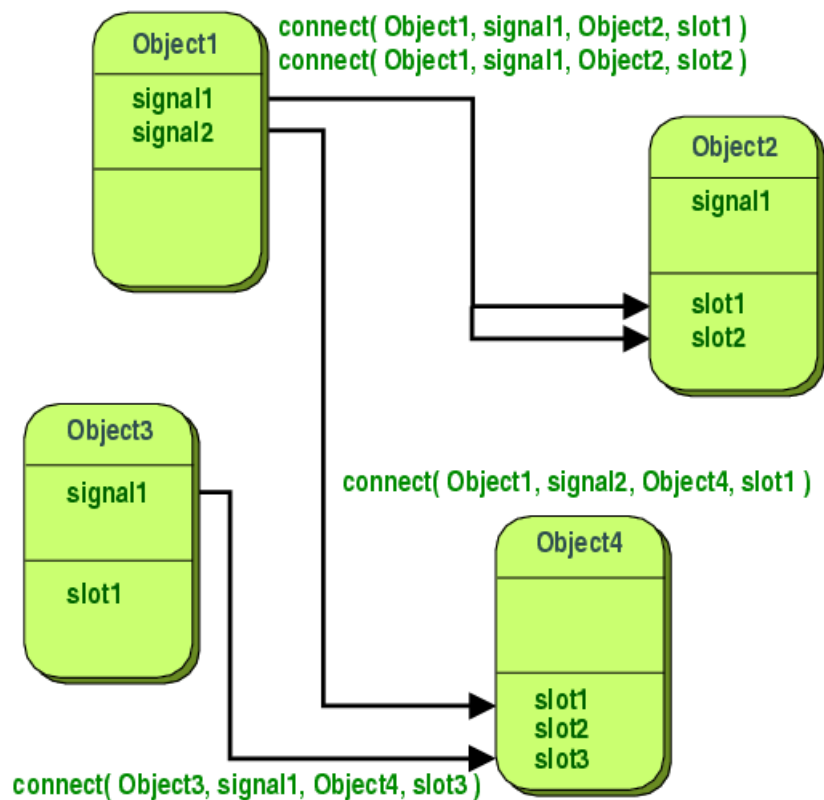 connect( Object1, signal1, Object2, slot1 )
connect( Object1, signal1, Object2, slot2 )
Object1
signal1
signal2
Object2
signal1
slot1
slot2
Object3
signal1
slot1
connect( Object1, signal2, Object4, slot1 )
Object4
slot1
slot2
slot3
connect( Object3, signal1, Object4, slot3 )